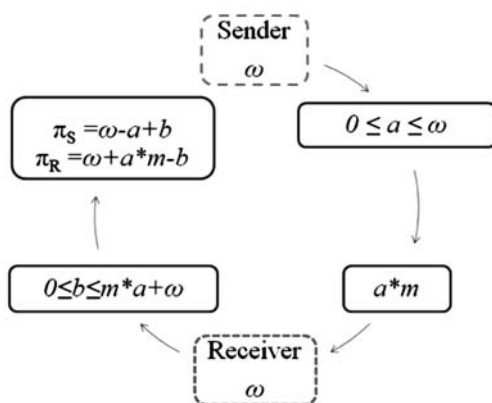 Sender
ω
0 ≤ a ≤ ω
a*m
Receiver
ω
0≤b≤m*a+ω
π_S =ω-a+b
π_R =ω+a*m-b